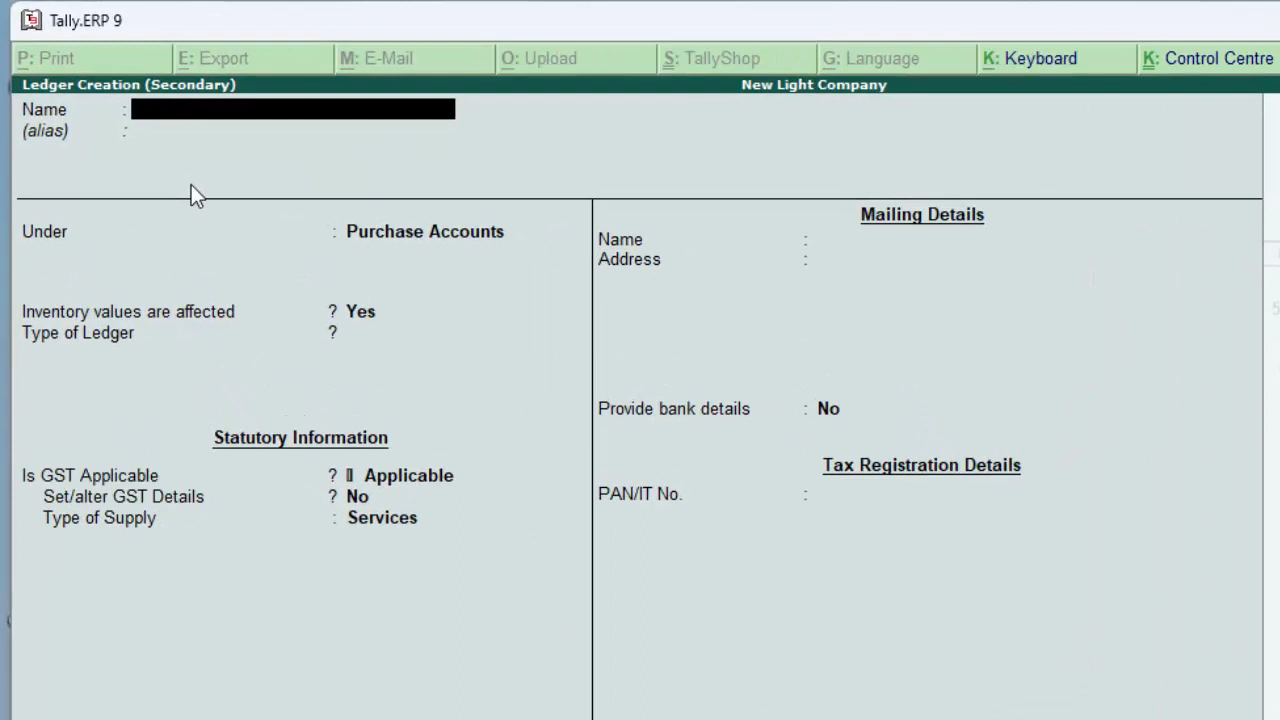 Tally.ERP 9
P: Print E: Export M: E-Mail O: Upload S: TallyShop G: Language K: Keyboard K: Control Centre
Ledger Creation (Secondary) New Light Company
Name :
(alias) :
Under : Purchase Accounts
Inventory values are affected ? Yes
Type of Ledger ?
Statutory Information
Is GST Applicable ? Applicable
Set/alter GST Details ? No
Type of Supply : Services
Mailing Details
Name :
Address :
Provide bank details : No
Tax Registration Details
PAN/IT No. :